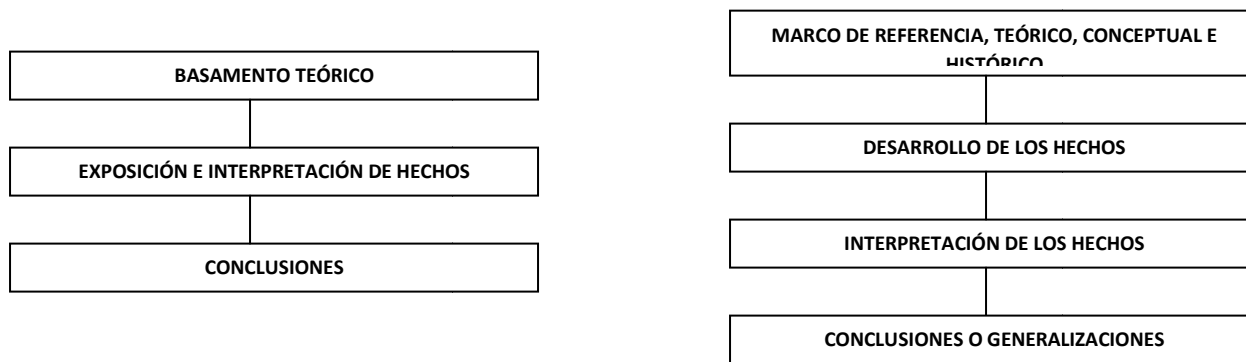 BASAMENTO TEÓRICO
EXPOSICIÓN E INTERPRETACIÓN DE HECHOS
CONCLUSIONES
MARCO DE REFERENCIA, TEÓRICO, CONCEPTUAL E
HISTÓRICO
DESARROLLO DE LOS HECHOS
INTERPRETACIÓN DE LOS HECHOS
CONCLUSIONES O GENERALIZACIONES